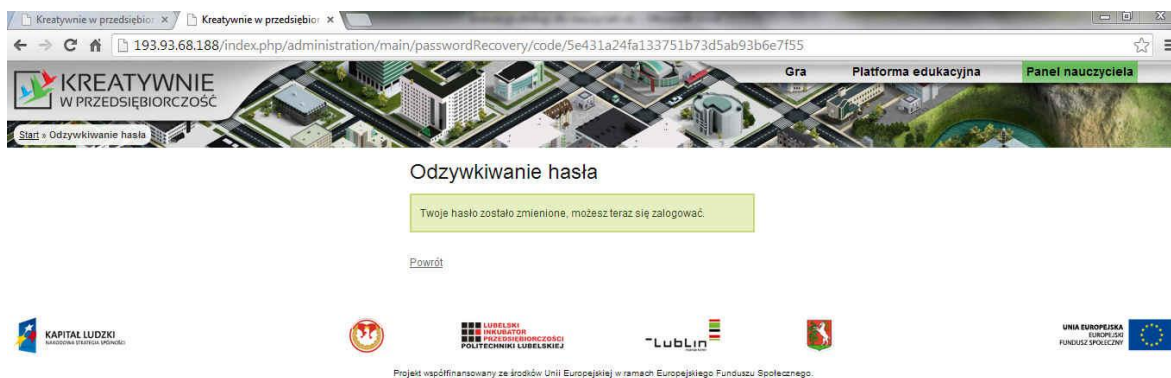 Kreatywnie w przedsiębior
Kreatywnie w przedsiębior
193.93.68.188/index.php/administration/main/passwordRecovery/code/5e431a24fa133751b73d5ab93b6e7f55
KREATYWNIE
W PRZEDSIĘBIORCZOŚĆ
Gra Platforma edukacyjna Panel nauczyciela
Start » Odzywkiwanie hasła
Odzywkiwanie hasła
Twoje hasło zostało zmienione, możesz teraz się zalogować.
Powrót
KAPITAŁ LUDZKI
NARODOWA STRATEGIA SPÓJNOŚCI
LUBELSKI
INKUBATOR
PRZEDSIĘBIORCZOŚCI
POLITECHNIKI LUBELSKIEJ
Lublin
UNIA EUROPEJSKA
EUROPEJSKI
FUNDUSZ SPOŁECZNY
Projekt współfinansowany ze środków Unii Europejskiej w ramach Europejskiego Funduszu Społecznego.